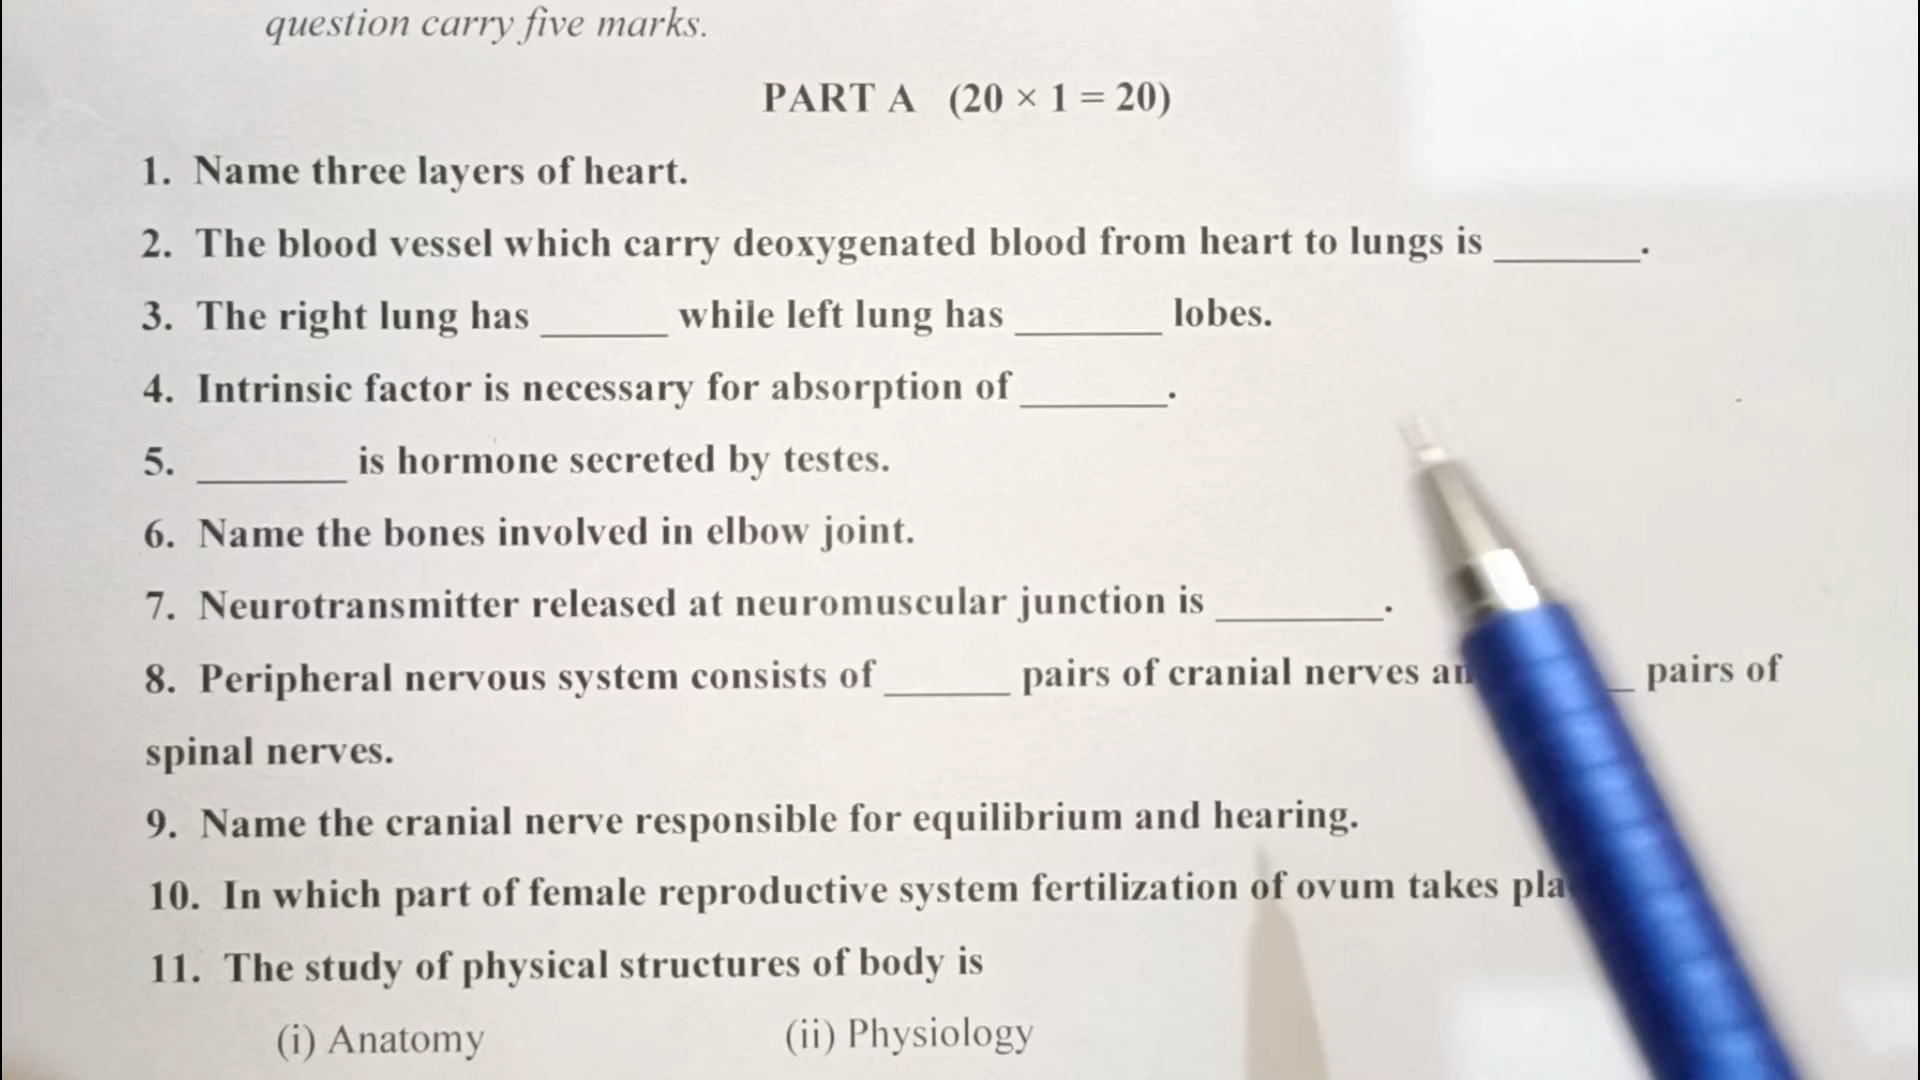 question carry five marks.
PART A (20 × 1 = 20)
1. Name three layers of heart.
2. The blood vessel which carry deoxygenated blood from heart to lungs is _______.
3. The right lung has ______ while left lung has _______ lobes.
4. Intrinsic factor is necessary for absorption of _______.
5. _______ is hormone secreted by testes.
6. Name the bones involved in elbow joint.
7. Neurotransmitter released at neuromuscular junction is ________.
8. Peripheral nervous system consists of ______ pairs of cranial nerves _ pairs of
spinal nerves.
9. Name the cranial nerve responsible for equilibrium and hearing.
10. In which part of female reproductive system fertilization of ovum takes
11. The study of physical structures of body is
(i) Anatomy (ii) Physiology